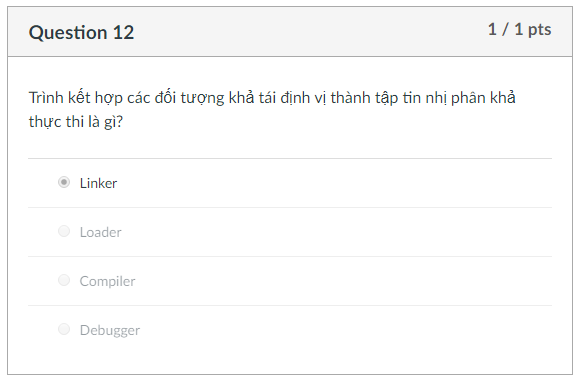 Question 12
1 / 1 pts
Trình kết hợp các đối tượng khả tái định vị thành tập tin nhị phân khả
thực thi là gì?
Linker
Loader
Compiler
Debugger